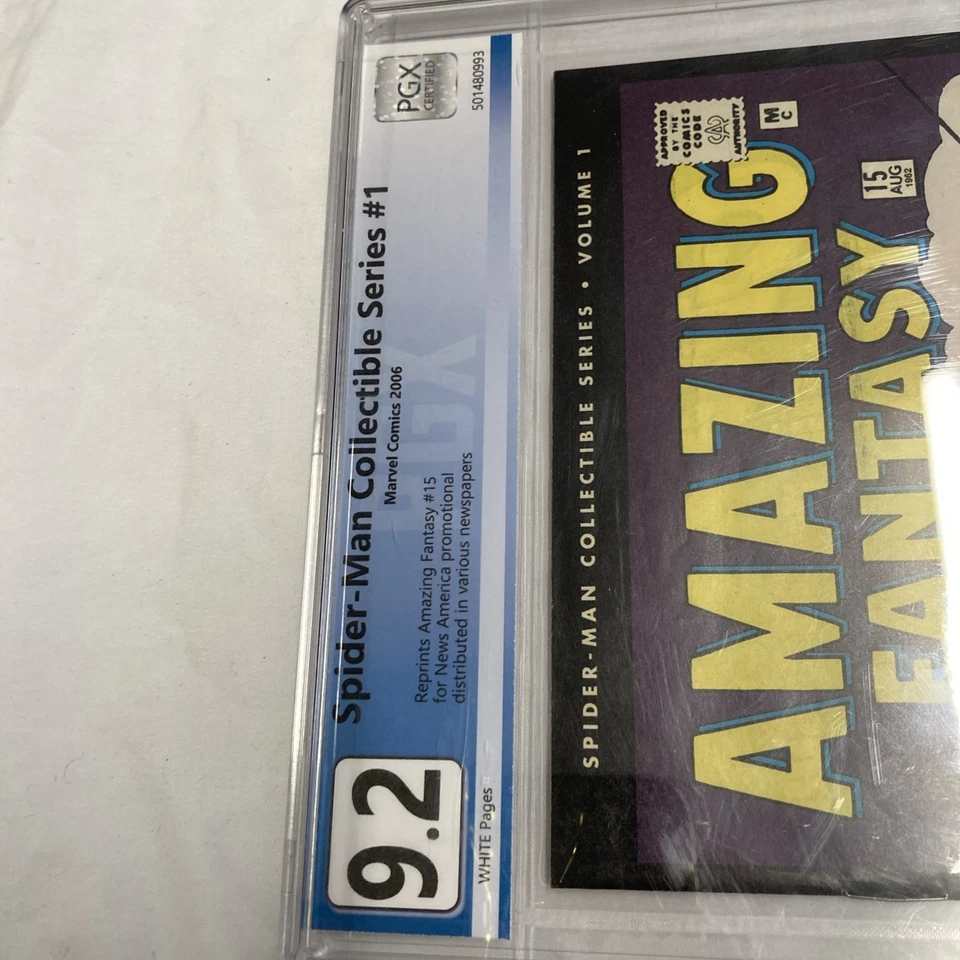 PGX
CERTIFIED
501480993
9.2
Spider-Man Collectible Series #1
Marvel Comics 2006
Reprints Amazing Fantasy #15
for News America promotional
distributed in various newspapers
WHITE Pages
PGX
SPIDER-MAN COLLECTIBLE SERIES • VOLUME 1
APPROVED
BY THE
COMICS
CODE
CA
AUTHORITY
MC
AMAZING
FANTASY
15
AUG
1962